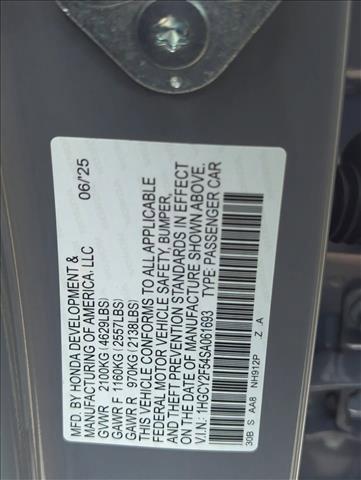 MFD. BY HONDA DEVELOPMENT &
MANUFACTURING OF AMERICA, LLC 06/'25
GVWR 2100KG (4629LBS)
GAWR F 1160KG (2557LBS)
GAWR R 970KG (2138LBS)
THIS VEHICLE CONFORMS TO ALL APPLICABLE
FEDERAL MOTOR VEHICLE SAFETY, BUMPER,
AND THEFT PREVENTION STANDARDS IN EFFECT
ON THE DATE OF MANUFACTURE SHOWN ABOVE.
V.I.N.: 1HGCY2F54SA061693 TYPE: PASSENGER CAR
30B S AA8 NH912P Z A